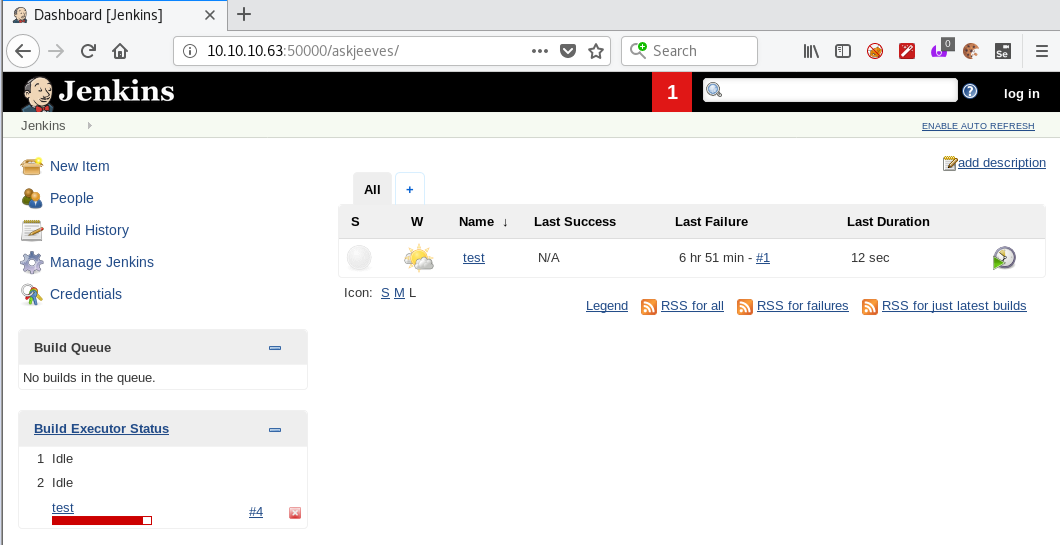 Dashboard [Jenkins]
10.10.10.63:50000/askjeeves/
Search
0
Se
Jenkins
1
log in
Jenkins
ENABLE AUTO REFRESH
New Item
People
Build History
Manage Jenkins
Credentials
add description
All +
S W Name ↓ Last Success Last Failure Last Duration
test N/A 6 hr 51 min - #1 12 sec
Icon: S M L
Legend RSS for all RSS for failures RSS for just latest builds
Build Queue
No builds in the queue.
Build Executor Status
1 Idle
2 Idle
test #4